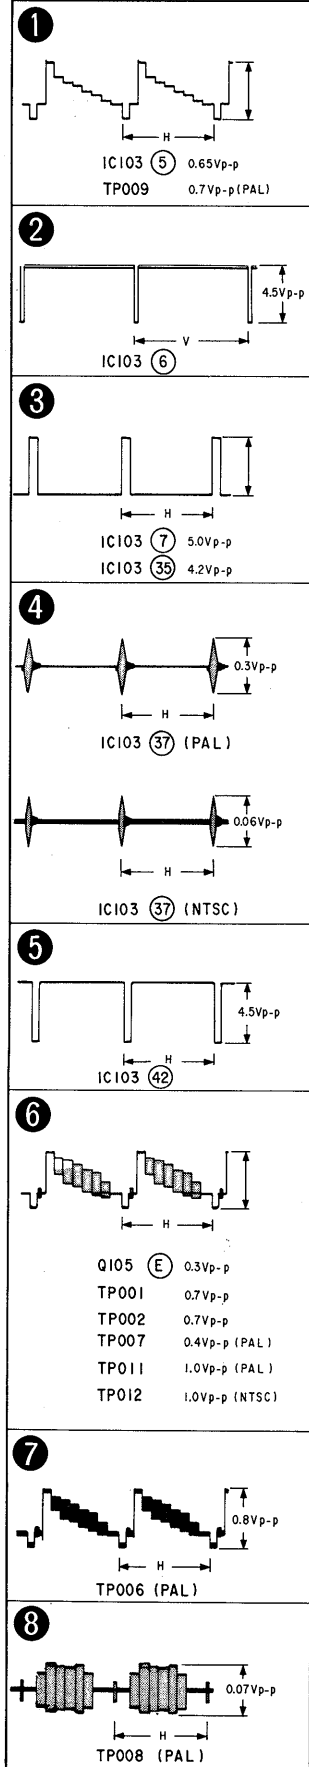 1
H
IC103 5 0.65Vp-p
TP009 0.7Vp-p(PAL)
2
4.5Vp-p
V
IC103 6
3
H
IC103 7 5.0Vp-p
IC103 35 4.2Vp-p
4
0.3Vp-p
H
IC103 37 (PAL)
0.06Vp-p
H
IC103 37 (NTSC)
5
4.5Vp-p
H
IC103 42
6
H
Q105 E 0.3Vp-p
TP001 0.7Vp-p
TP002 0.7Vp-p
TP007 0.4Vp-p (PAL)
TP011 1.0Vp-p (PAL)
TP012 1.0Vp-p (NTSC)
7
0.8Vp-p
H
TP006 (PAL)
8
0.07Vp-p
H
TP008 (PAL)